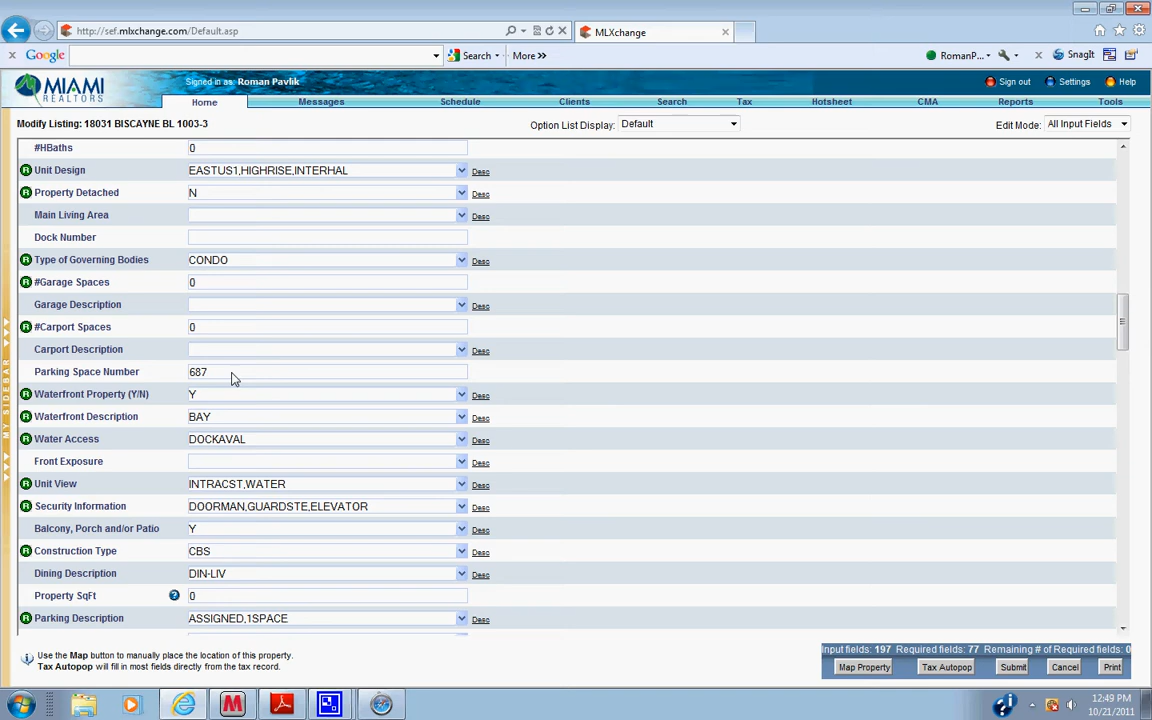 http://sef.mlxchange.com/Default.asp
MLXchange
x Google
Search
More »
RomanP...
SnagIt
MIAMI
REALTORS
Signed in as: Roman Pavlik
Sign out
Settings
Help
Home
Messages
Schedule
Clients
Search
Tax
Hotsheet
CMA
Reports
Tools
Modify Listing: 18031 BISCAYNE BL 1003-3
Option List Display: Default
Edit Mode: All Input Fields
#HBaths 0
R Unit Design EASTUS1,HIGHRISE,INTERHAL Desc
R Property Detached N Desc
Main Living Area Desc
Dock Number
R Type of Governing Bodies CONDO Desc
R #Garage Spaces 0
Garage Description Desc
R #Carport Spaces 0
Carport Description Desc
Parking Space Number 687
R Waterfront Property (Y/N) Y Desc
R Waterfront Description BAY Desc
R Water Access DOCKAVAL Desc
Front Exposure Desc
R Unit View INTRACST,WATER Desc
R Security Information DOORMAN,GUARDSTE,ELEVATOR Desc
Balcony, Porch and/or Patio Y Desc
R Construction Type CBS Desc
Dining Description DIN-LIV Desc
Property SqFt ? 0
R Parking Description ASSIGNED,1SPACE Desc
MY SIDEBAR
Use the Map button to manually place the location of this property.
Tax Autopop will fill in most fields directly from the tax record.
Input fields: 197 Required fields: 77 Remaining # of Required fields: 0
Map Property
Tax Autopop
Submit
Cancel
Print
12:49 PM
10/21/2011